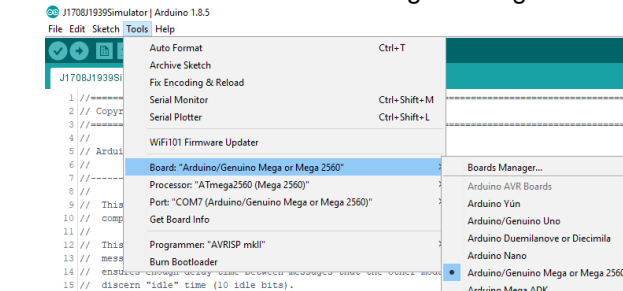 J1708J1939Simulator | Arduino 1.8.5
File Edit Sketch Tools Help
Auto Format Ctrl+T
Archive Sketch
J1708J1939Si
Fix Encoding & Reload
1 //=====
Serial Monitor Ctrl+Shift+M
2 // Copyr
Serial Plotter Ctrl+Shift+L
3 //=====
4 //
WiFi101 Firmware Updater
5 // Ardui
6 //
Board: "Arduino/Genuino Mega or Mega 2560"
Boards Manager...
7 //-----
Processor: "ATmega2560 (Mega 2560)"
Arduino AVR Boards
8 //
Port: "COM7 (Arduino/Genuino Mega or Mega 2560)"
Arduino Yún
9 // This
10 // comp
Get Board Info
Arduino/Genuino Uno
11 //
Arduino Duemilanove or Diecimila
12 // This
Programmer: "AVRISP mkII"
13 // mess
Arduino Nano
Burn Bootloader
14 // ensures enough delay time between messages that the other mod
Arduino/Genuino Mega or Mega 2560
15 // discern "idle" time (10 idle bits).
Arduino Mega ADK